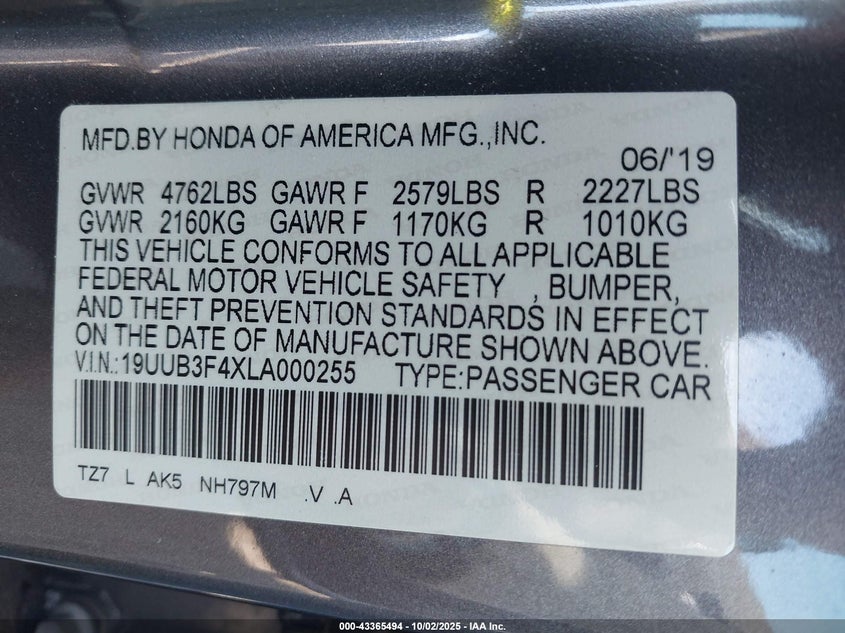 MFD.BY HONDA OF AMERICA MFG.,INC.
06/'19
GVWR 4762LBS GAWR F 2579LBS R 2227LBS
GVWR 2160KG GAWR F 1170KG R 1010KG
THIS VEHICLE CONFORMS TO ALL APPLICABLE
FEDERAL MOTOR VEHICLE SAFETY , BUMPER,
AND THEFT PREVENTION STANDARDS IN EFFECT
ON THE DATE OF MANUFACTURE SHOWN ABOVE.
V.I.N.:19UUB3F4XLA000255 TYPE:PASSENGER CAR
TZ7 L AK5 NH797M .V .A
000-43365494 - 10/02/2025 - IAA Inc.